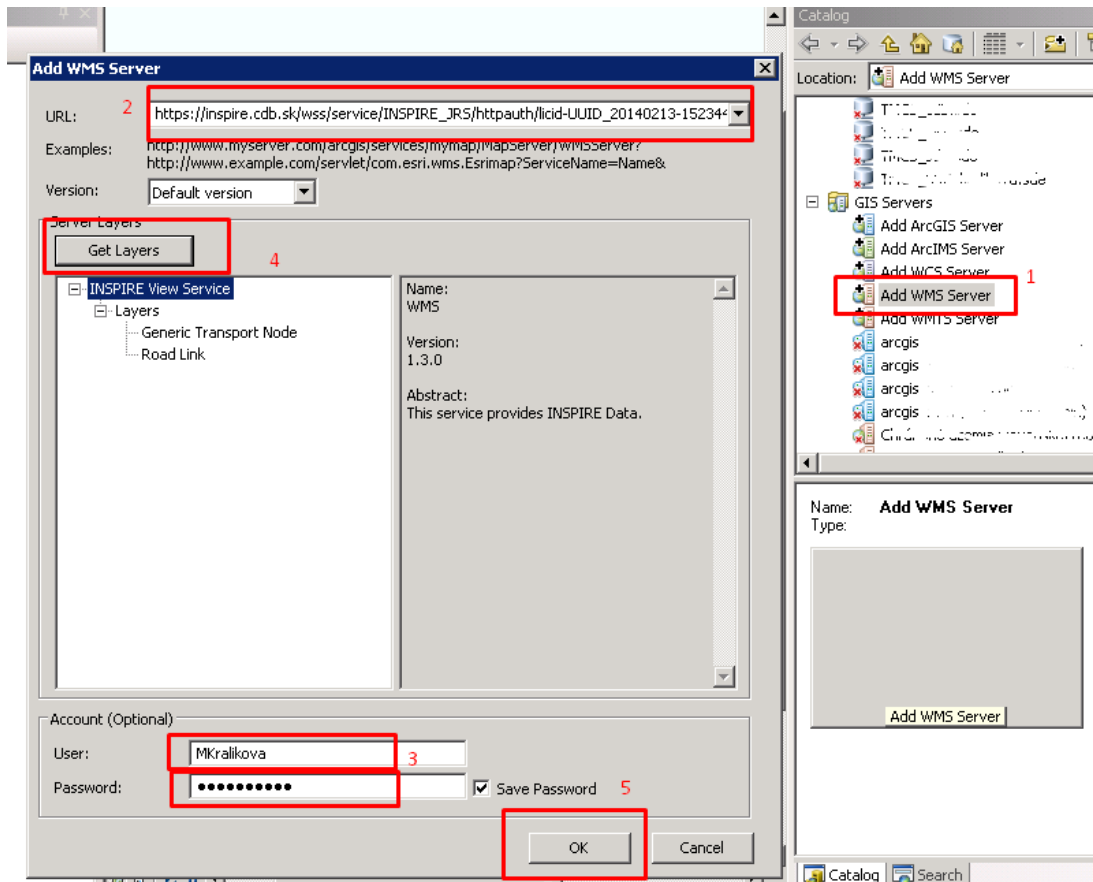 Add WMS Server
URL:
2
https://inspire.cdb.sk/wss/service/INSPIRE_JRS/httpauth/licid-UUID_20140213-152344
Examples:
http://www.myserver.com/arcgis/services/mymap/MapServer/WMSServer?
http://www.example.com/servlet/com.esri.wms.Esrimap?ServiceName=Name&
Version:
Default version
Server Layers
Get Layers
4
INSPIRE View Service
Layers
Generic Transport Node
Road Link
Name:
WMS
Version:
1.3.0
Abstract:
This service provides INSPIRE Data.
Account (Optional)
User:
MKralikova
3
Password:
●●●●●●●●●●
Save Password
5
OK
Cancel
Catalog
Location:
Add WMS Server
GIS Servers
Add ArcGIS Server
Add ArcIMS Server
Add WCS Server
Add WMS Server
1
Add WMTS Server
arcgis
arcgis
arcgis
arcgis
Name: Add WMS Server
Type:
Add WMS Server
Catalog
Search